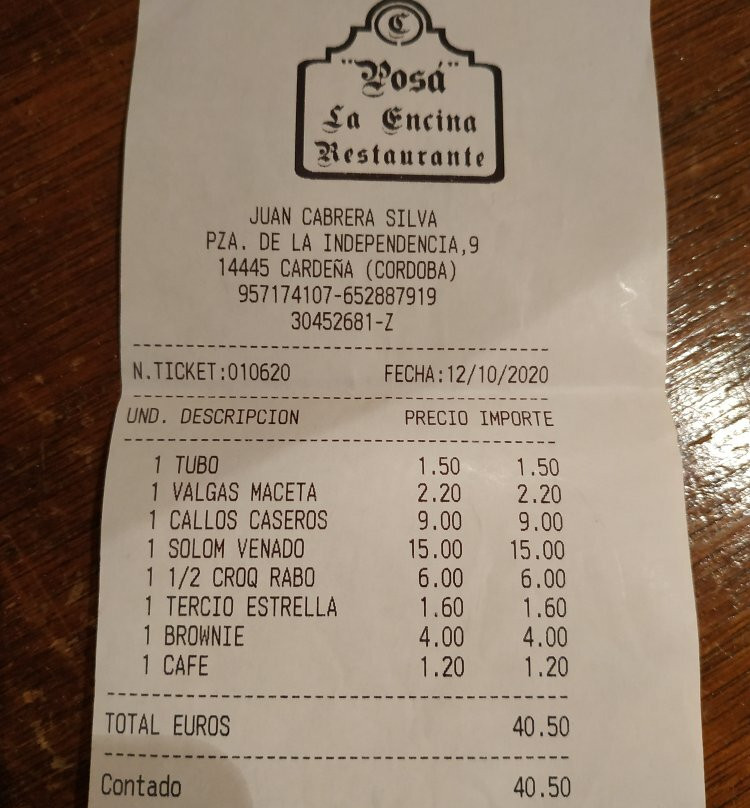 C
"Posá"
La Encina
Restaurante
JUAN CABRERA SILVA
PZA. DE LA INDEPENDENCIA,9
14445 CARDEÑA (CORDOBA)
957174107-652887919
30452681-Z
N.TICKET:010620 FECHA:12/10/2020
UND. DESCRIPCION PRECIO IMPORTE
1 TUBO 1.50 1.50
1 VALGAS MACETA 2.20 2.20
1 CALLOS CASEROS 9.00 9.00
1 SOLOM VENADO 15.00 15.00
1 1/2 CROQ RABO 6.00 6.00
1 TERCIO ESTRELLA 1.60 1.60
1 BROWNIE 4.00 4.00
1 CAFE 1.20 1.20
TOTAL EUROS 40.50
Contado 40.50